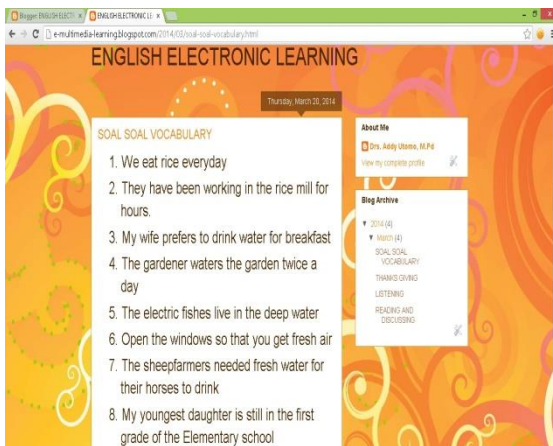 Blogger: ENGLISH ELECT
ENGLISH ELECTRONIC LE
e-multimedia-learning.blogspot.com/2014/03/soal-soal-vocabulary.html
ENGLISH ELECTRONIC LEARNING
Thursday, March 20, 2014
SOAL SOAL VOCABULARY
1. We eat rice everyday
2. They have been working in the rice mill for
hours.
3. My wife prefers to drink water for breakfast
4. The gardener waters the garden twice a
day
5. The electric fishes live in the deep water
6. Open the windows so that you get fresh air
7. The sheepfarmers needed fresh water for
their horses to drink
8. My youngest daughter is still in the first
grade of the Elementary school
About Me
Drs. Addy Utomo, M.Pd
View my complete profile
Blog Archive
▼ 2014 (4)
▼ March (4)
SOAL SOAL
VOCABULARY
THANKS GIVING
LISTENING
READING AND
DISCUSSING